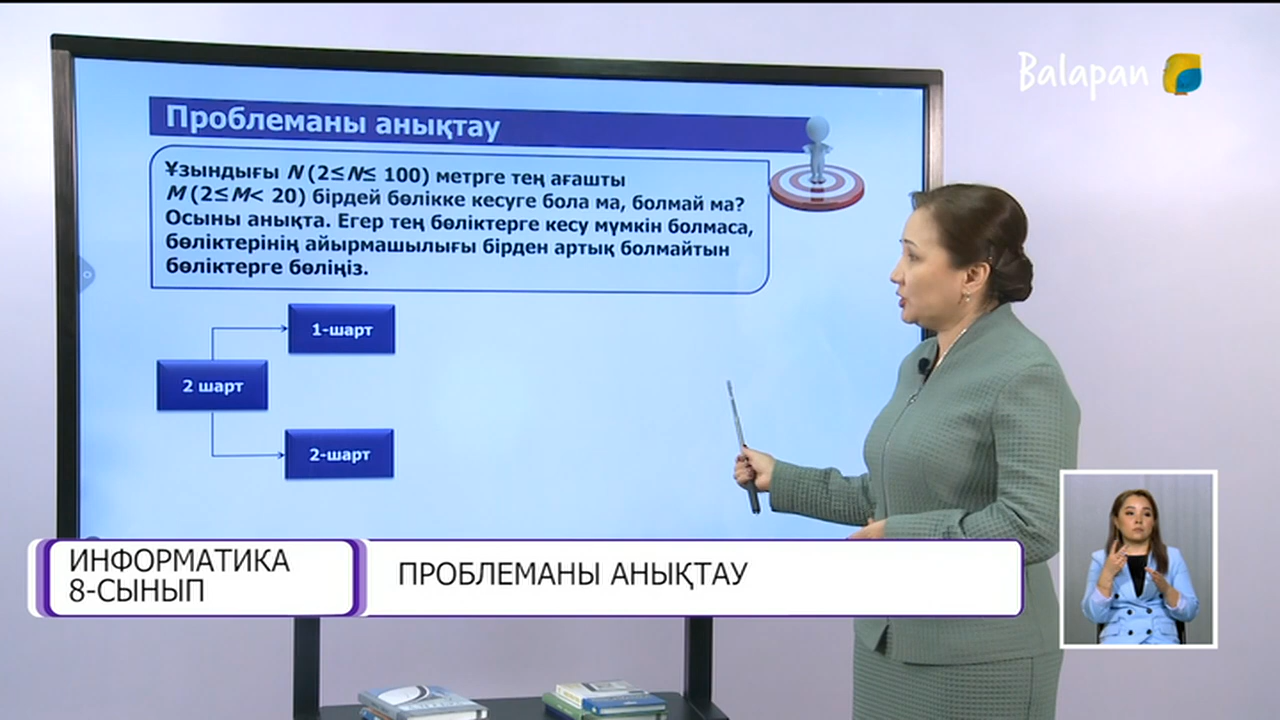 Balapan
Проблеманы анықтау
Ұзындығы N (2≤N≤ 100) метрге тең ағашты
M (2≤M< 20) бірдей бөлікке кесуге бола ма, болмай ма?
Осыны анықта. Егер тең бөліктерге кесу мүмкін болмаса,
бөліктерінің айырмашылығы бірден артық болмайтын
бөліктерге бөліңіз.
1-шарт
2 шарт
2-шарт
ИНФОРМАТИКА
8-СЫНЫП
ПРОБЛЕМАНЫ АНЫҚТАУ